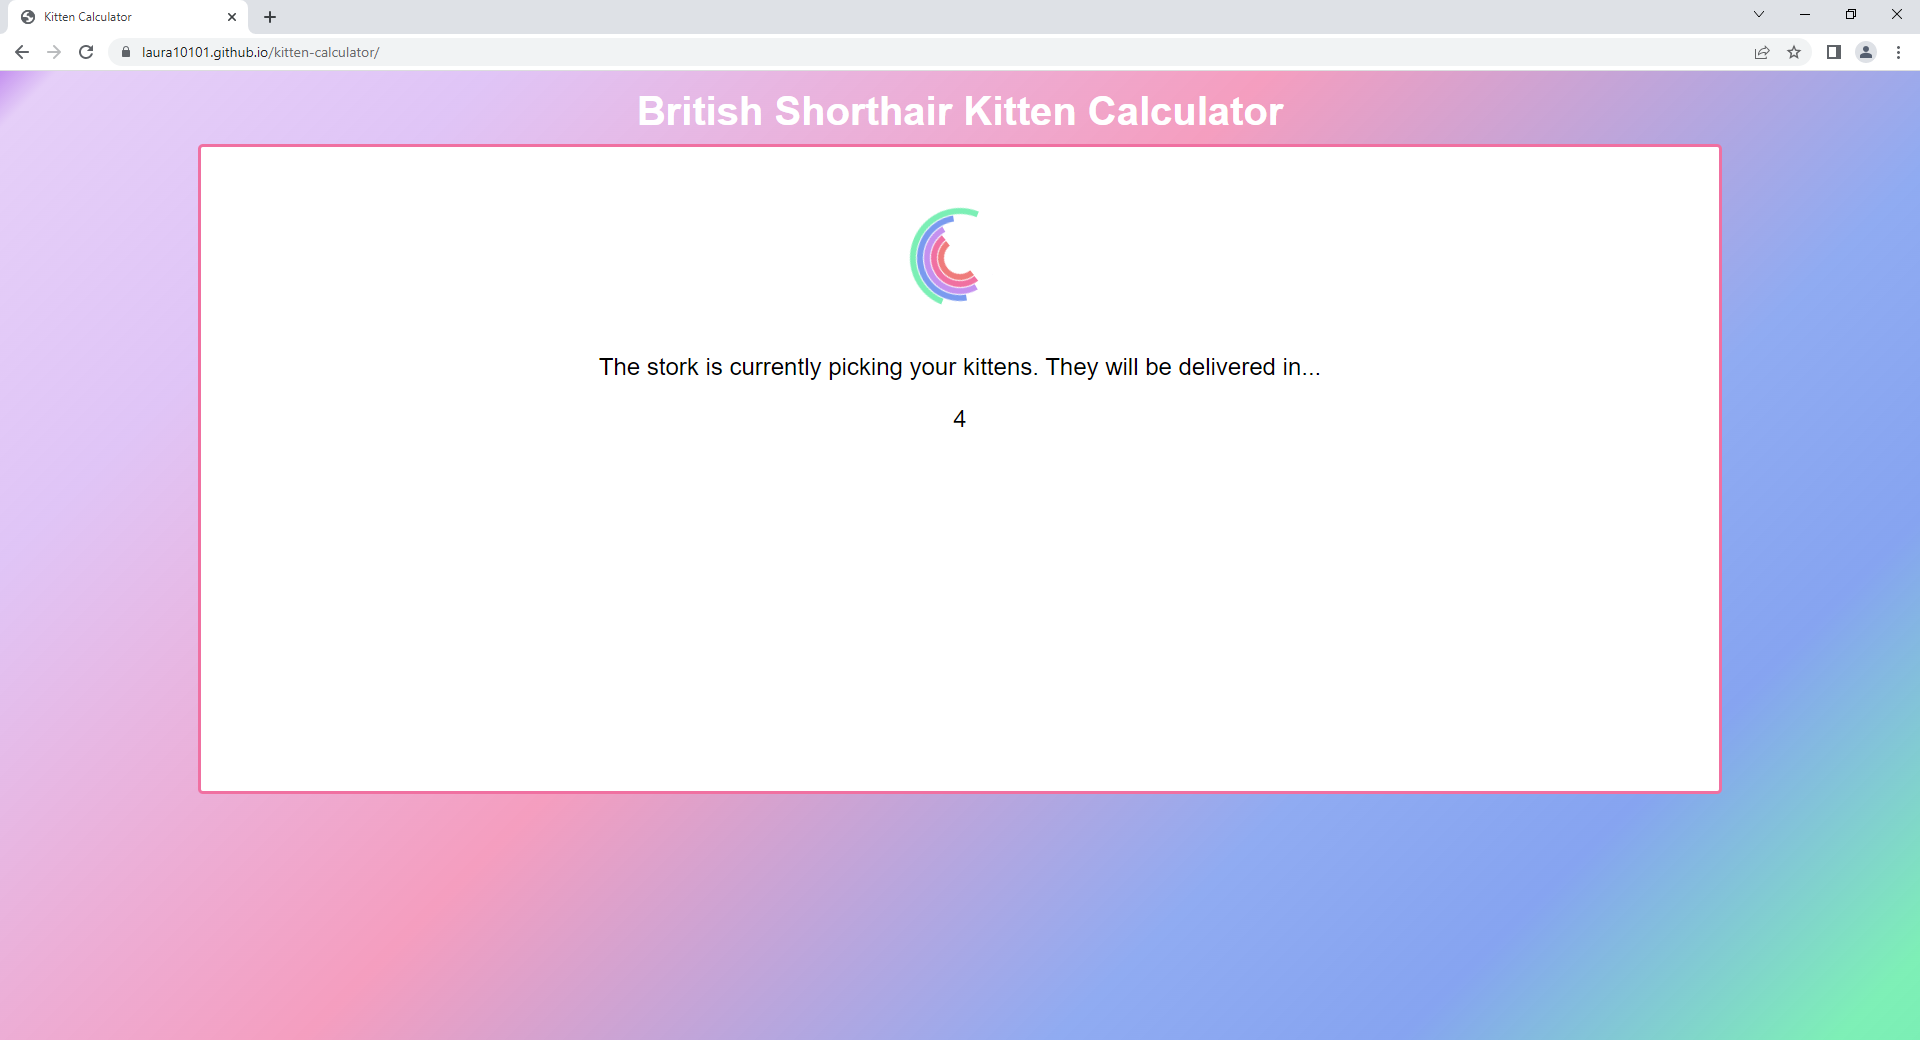 Kitten Calculator
laura10101.github.io/kitten-calculator/
British Shorthair Kitten Calculator
The stork is currently picking your kittens. They will be delivered in...
4